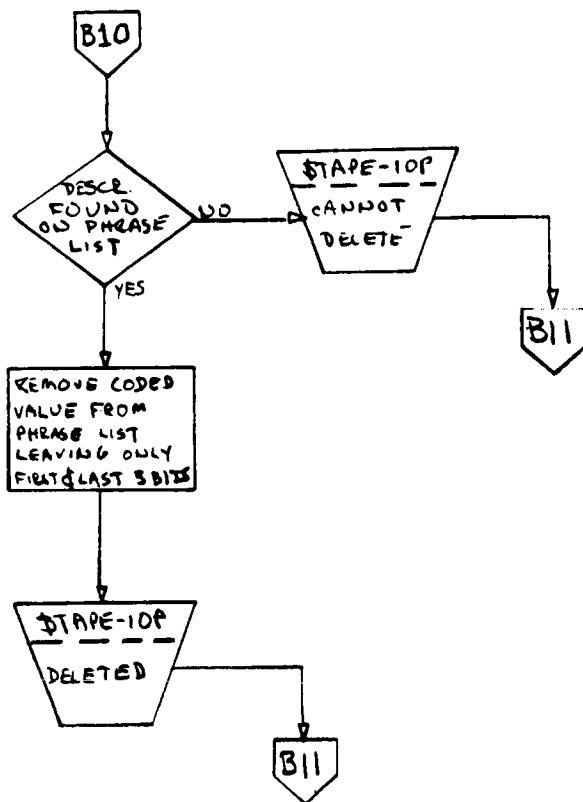 B10
DESCR.
FOUND
ON PHRASE
LIST
NO
$TAPE-IOP
CANNOT
DELETE
B11
YES
REMOVE CODED
VALUE FROM
PHRASE LIST
LEAVING ONLY
FIRST & LAST 3 BITS
$TAPE-IOP
DELETED
B11